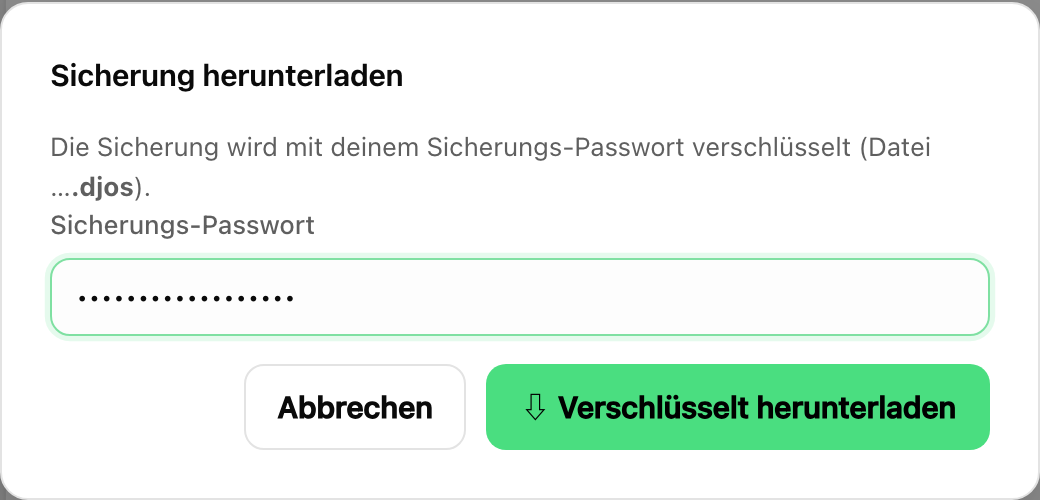 Sicherung herunterladen
Die Sicherung wird mit deinem Sicherungs-Passwort verschlüsselt (Datei
….djos).
Sicherungs-Passwort
••••••••••••••••••
Abbrechen
⇩ Verschlüsselt herunterladen